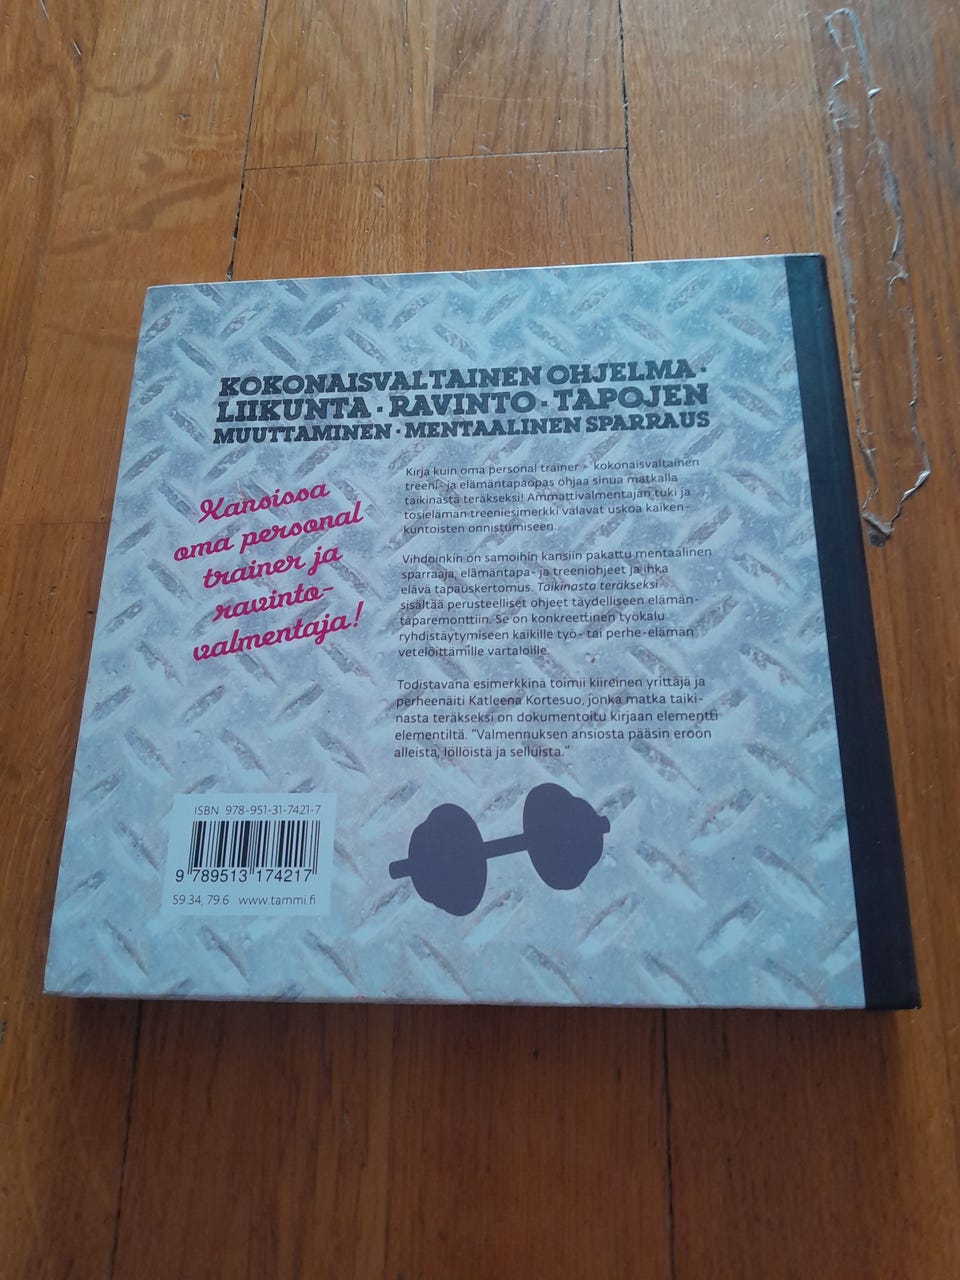 KOKONAISVALTAINEN OHJELMA ·
LIIKUNTA · RAVINTO · TAPOJEN
MUUTTAMINEN · MENTAALINEN SPARRAUS
Kansissa
oma personal
trainer ja
ravinto-
valmentaja!
Kirja kuin oma personal trainer – kokonaisvaltainen
treeni- ja elämäntapaopas ohjaa sinua matkalla
taikinasta teräkseksi! Ammattivalmentajan tuki ja
tosielämän treeniesimerkki valavat uskoa kaiken-
kuntoisten onnistumiseen.
Vihdoinkin on samoihin kansiin pakattu mentaalinen
sparraaja, elämäntapa- ja treeniohjeet ja ihka
elävä tapauskertomus. Taikinasta teräkseksi
sisältää perusteelliset ohjeet täydelliseen elämän-
taparemonttiin. Se on konkreettinen työkalu
ryhdistäytymiseen kaikille työ- tai perhe-elämän
veteloittämille vartaloille.
Todistavana esimerkkinä toimii kiireinen yrittäjä ja
perheenäiti Katleena Kortesuo, jonka matka taiki-
nasta teräkseksi on dokumentoitu kirjaan elementti
elementiltä. ”Valmennuksen ansiosta pääsin eroon
alleista, löllöistä ja selluista.”
ISBN 978-951-31-7421-7
9 789513 174217
59.34, 79.6 www.tammi.fi